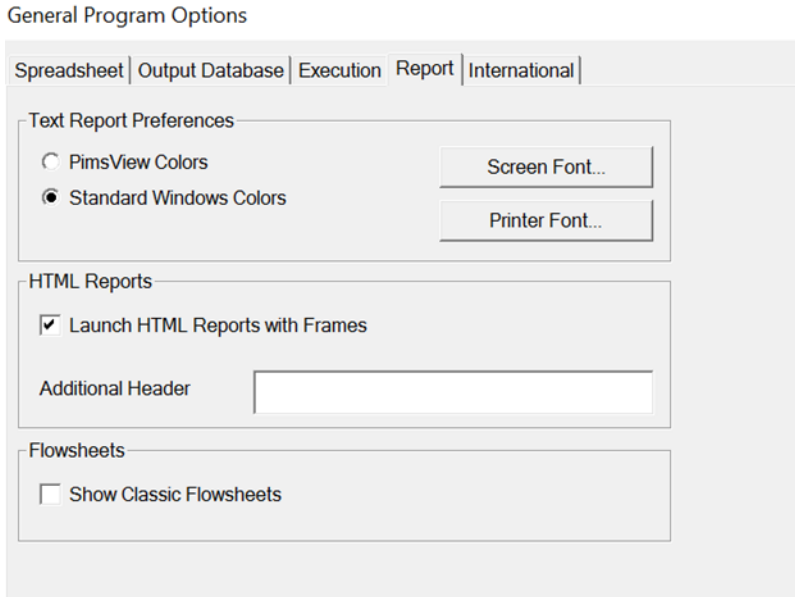 General Program Options
Spreadsheet Output Database Execution Report International
Text Report Preferences
PimsView Colors
Screen Font...
Standard Windows Colors
Printer Font...
HTML Reports
Launch HTML Reports with Frames
Additional Header
Flowsheets
Show Classic Flowsheets